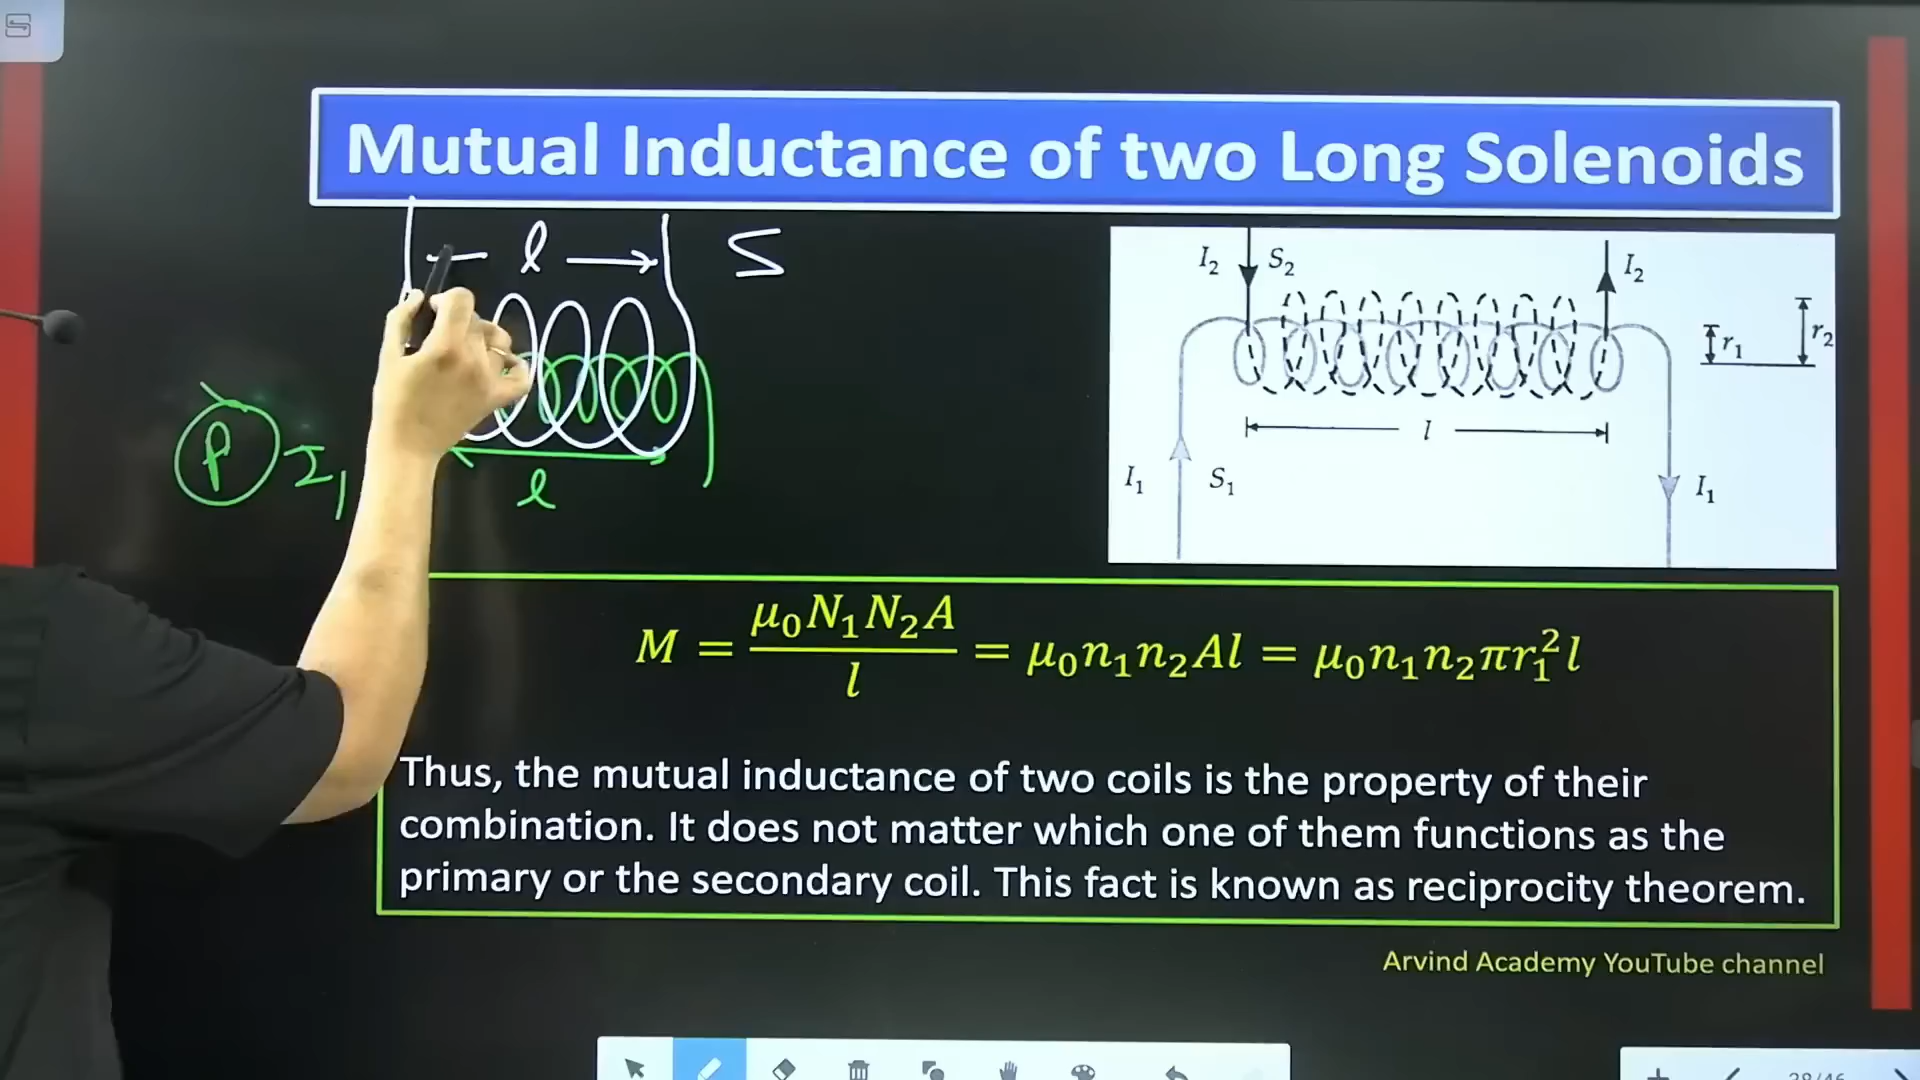 Mutual Inductance of two Long Solenoids
l
S
P
I₁
l
I₂
S₂
I₂
r₁
r₂
l
I₁
S₁
I₁
M = μ₀N₁N₂A / l = μ₀n₁n₂Al = μ₀n₁n₂πr₁²l
Thus, the mutual inductance of two coils is the property of their
combination. It does not matter which one of them functions as the
primary or the secondary coil. This fact is known as reciprocity theorem.
Arvind Academy YouTube channel